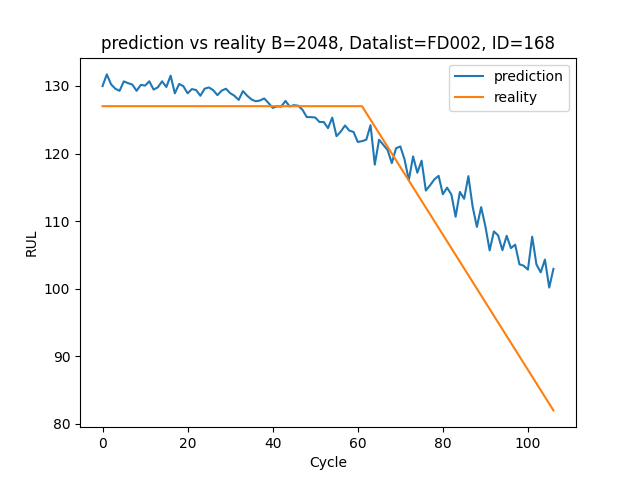 prediction vs reality B=2048, Datalist=FD002, ID=168
prediction
reality
RUL
130
120
110
100
90
80
0 20 40 60 80 100
Cycle